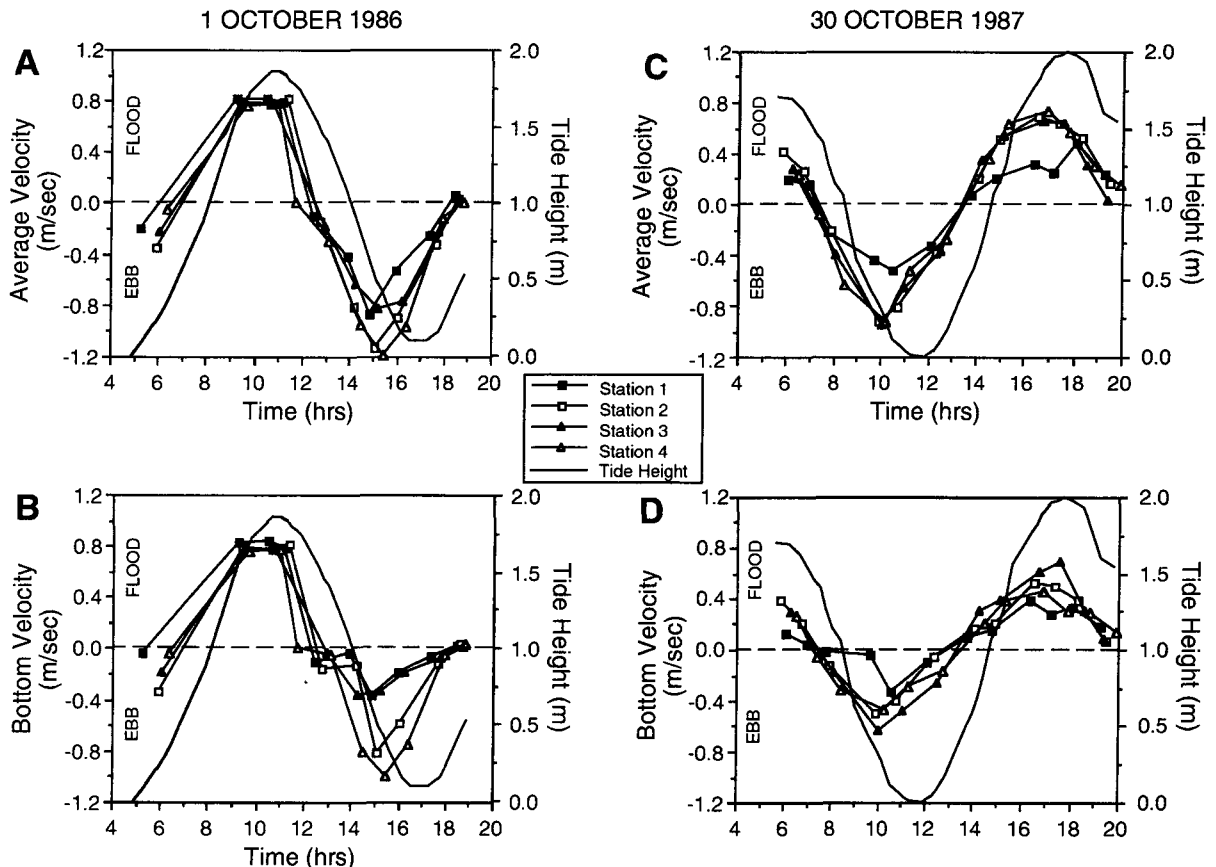 1 OCTOBER 1986
30 OCTOBER 1987
A
1.2
0.8
0.4
0.0
-0.4
-0.8
-1.2
FLOOD
EBB
Average Velocity
(m/sec)
2.0
1.5
1.0
0.5
0.0
Tide Height (m)
4 6 8 10 12 14 16 18 20
Time (hrs)
C
1.2
0.8
0.4
0.0
-0.4
-0.8
-1.2
FLOOD
EBB
Average Velocity
(m/sec)
2.0
1.5
1.0
0.5
0.0
Tide Height (m)
4 6 8 10 12 14 16 18 20
Time (hrs)
Station 1
Station 2
Station 3
Station 4
Tide Height
B
1.2
0.8
0.4
0.0
-0.4
-0.8
-1.2
FLOOD
EBB
Bottom Velocity
(m/sec)
2.0
1.5
1.0
0.5
0.0
Tide Height (m)
4 6 8 10 12 14 16 18 20
Time (hrs)
D
1.2
0.8
0.4
0.0
-0.4
-0.8
-1.2
FLOOD
EBB
Bottom Velocity
(m/sec)
2.0
1.5
1.0
0.5
0.0
Tide Height (m)
4 6 8 10 12 14 16 18 20